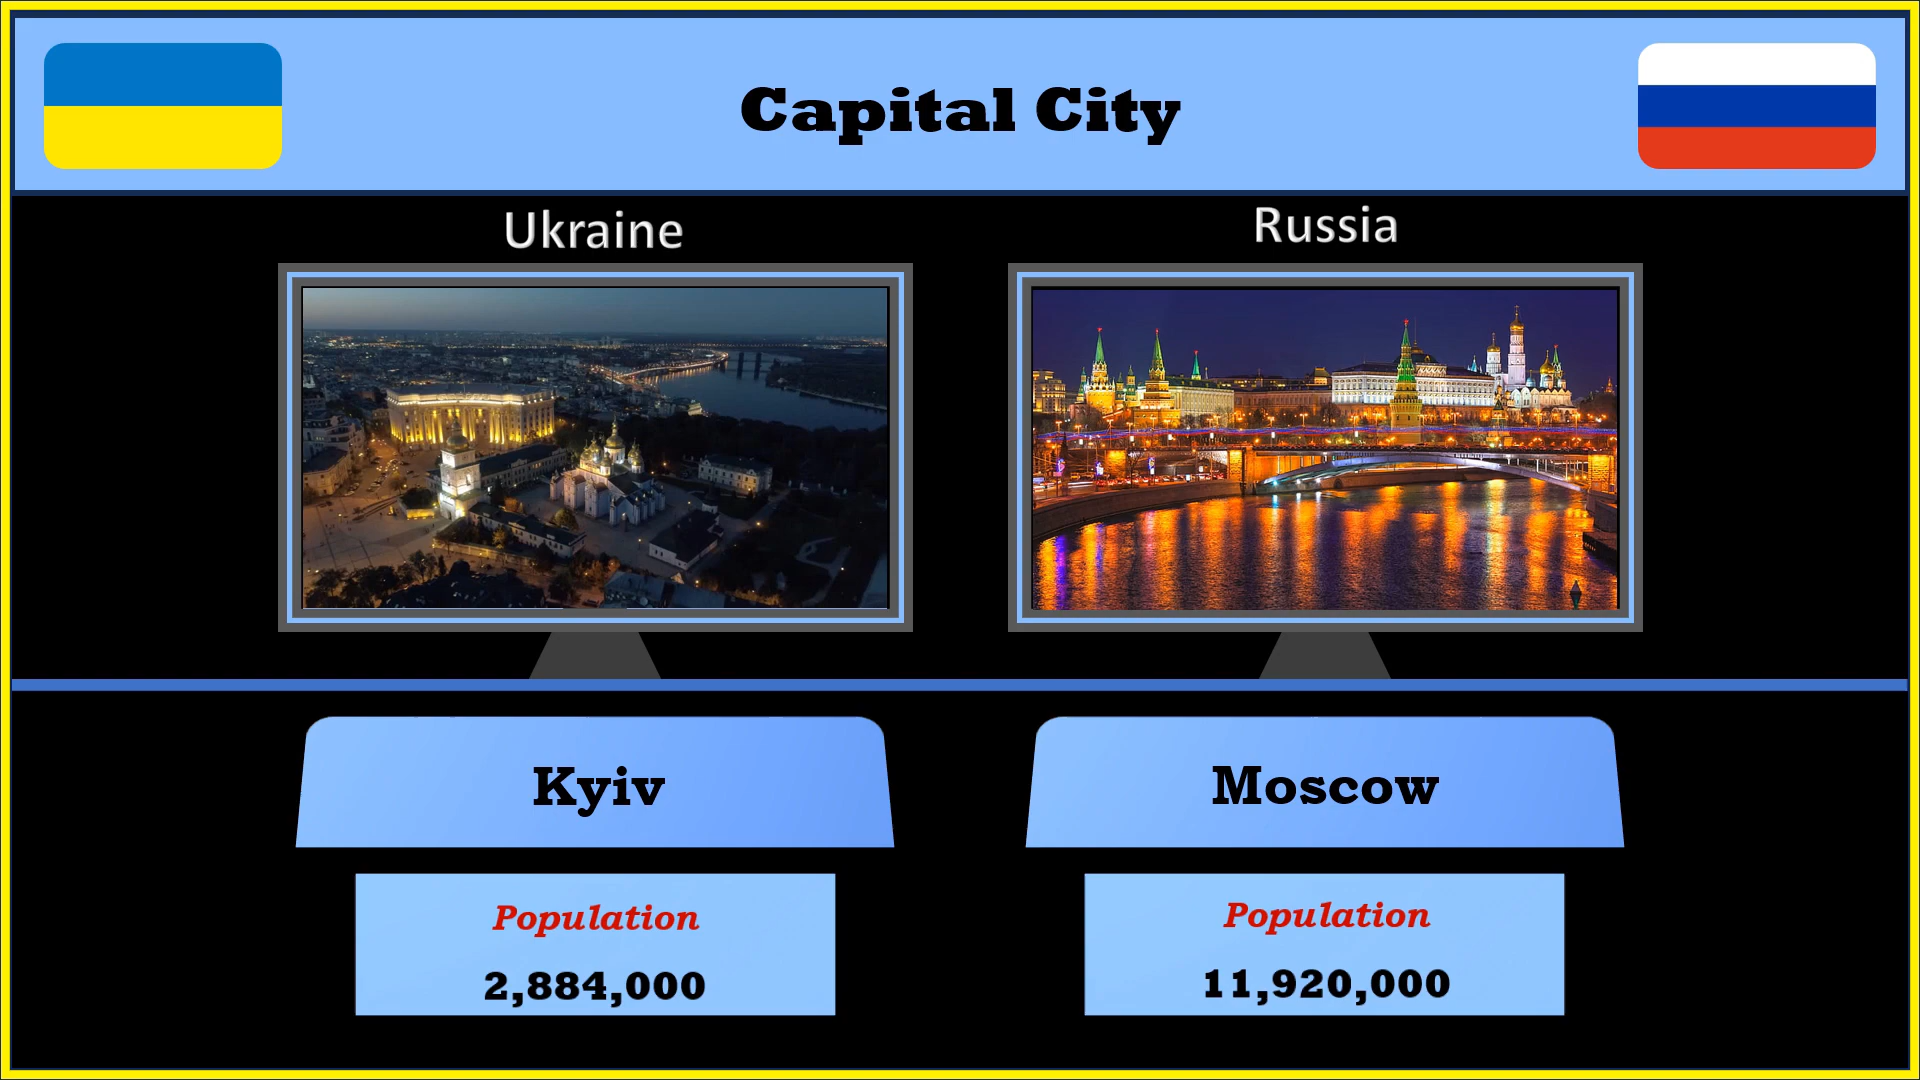 Capital City
Ukraine
Russia
Kyiv
Moscow
Population
2,884,000
Population
11,920,000